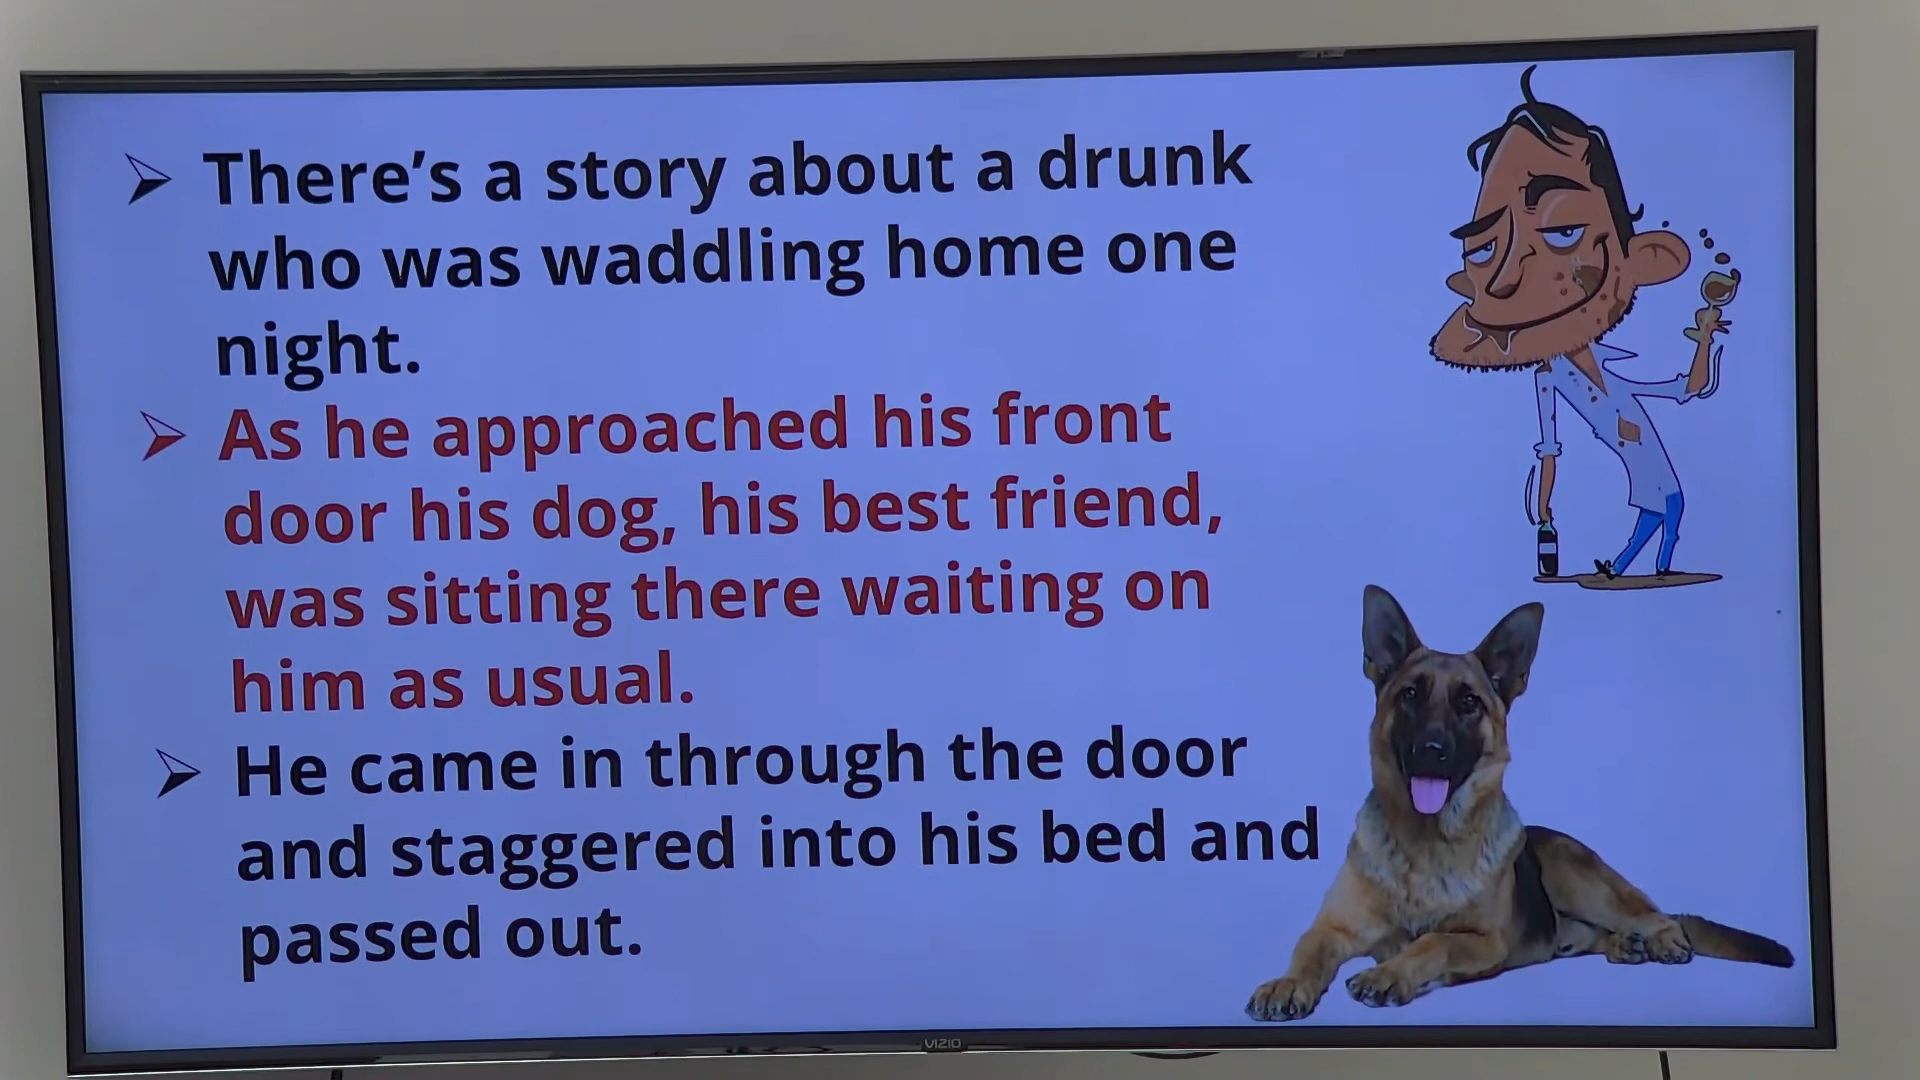 There's a story about a drunk
who was waddling home one
night.
As he approached his front
door his dog, his best friend,
was sitting there waiting on
him as usual.
He came in through the door
and staggered into his bed and
passed out.
VIZIO